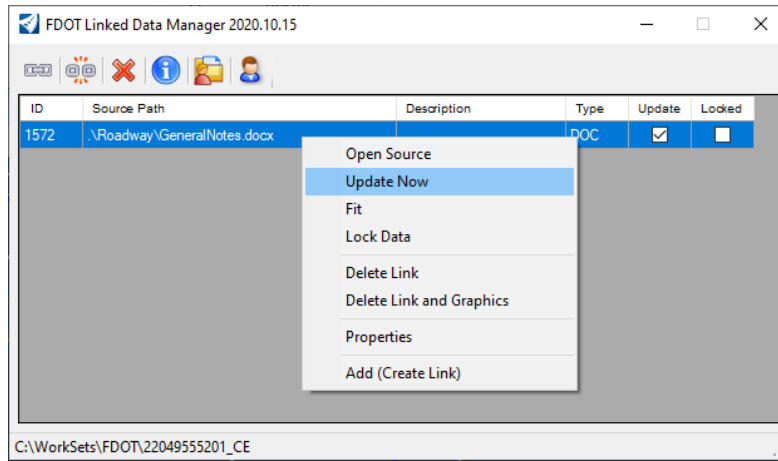 FDOT Linked Data Manager 2020.10.15
ID Source Path Description Type Update Locked
1572 .\Roadway\GeneralNotes.docx DOC
Open Source
Update Now
Fit
Lock Data
Delete Link
Delete Link and Graphics
Properties
Add (Create Link)
C:\WorkSets\FDOT\22049555201_CE